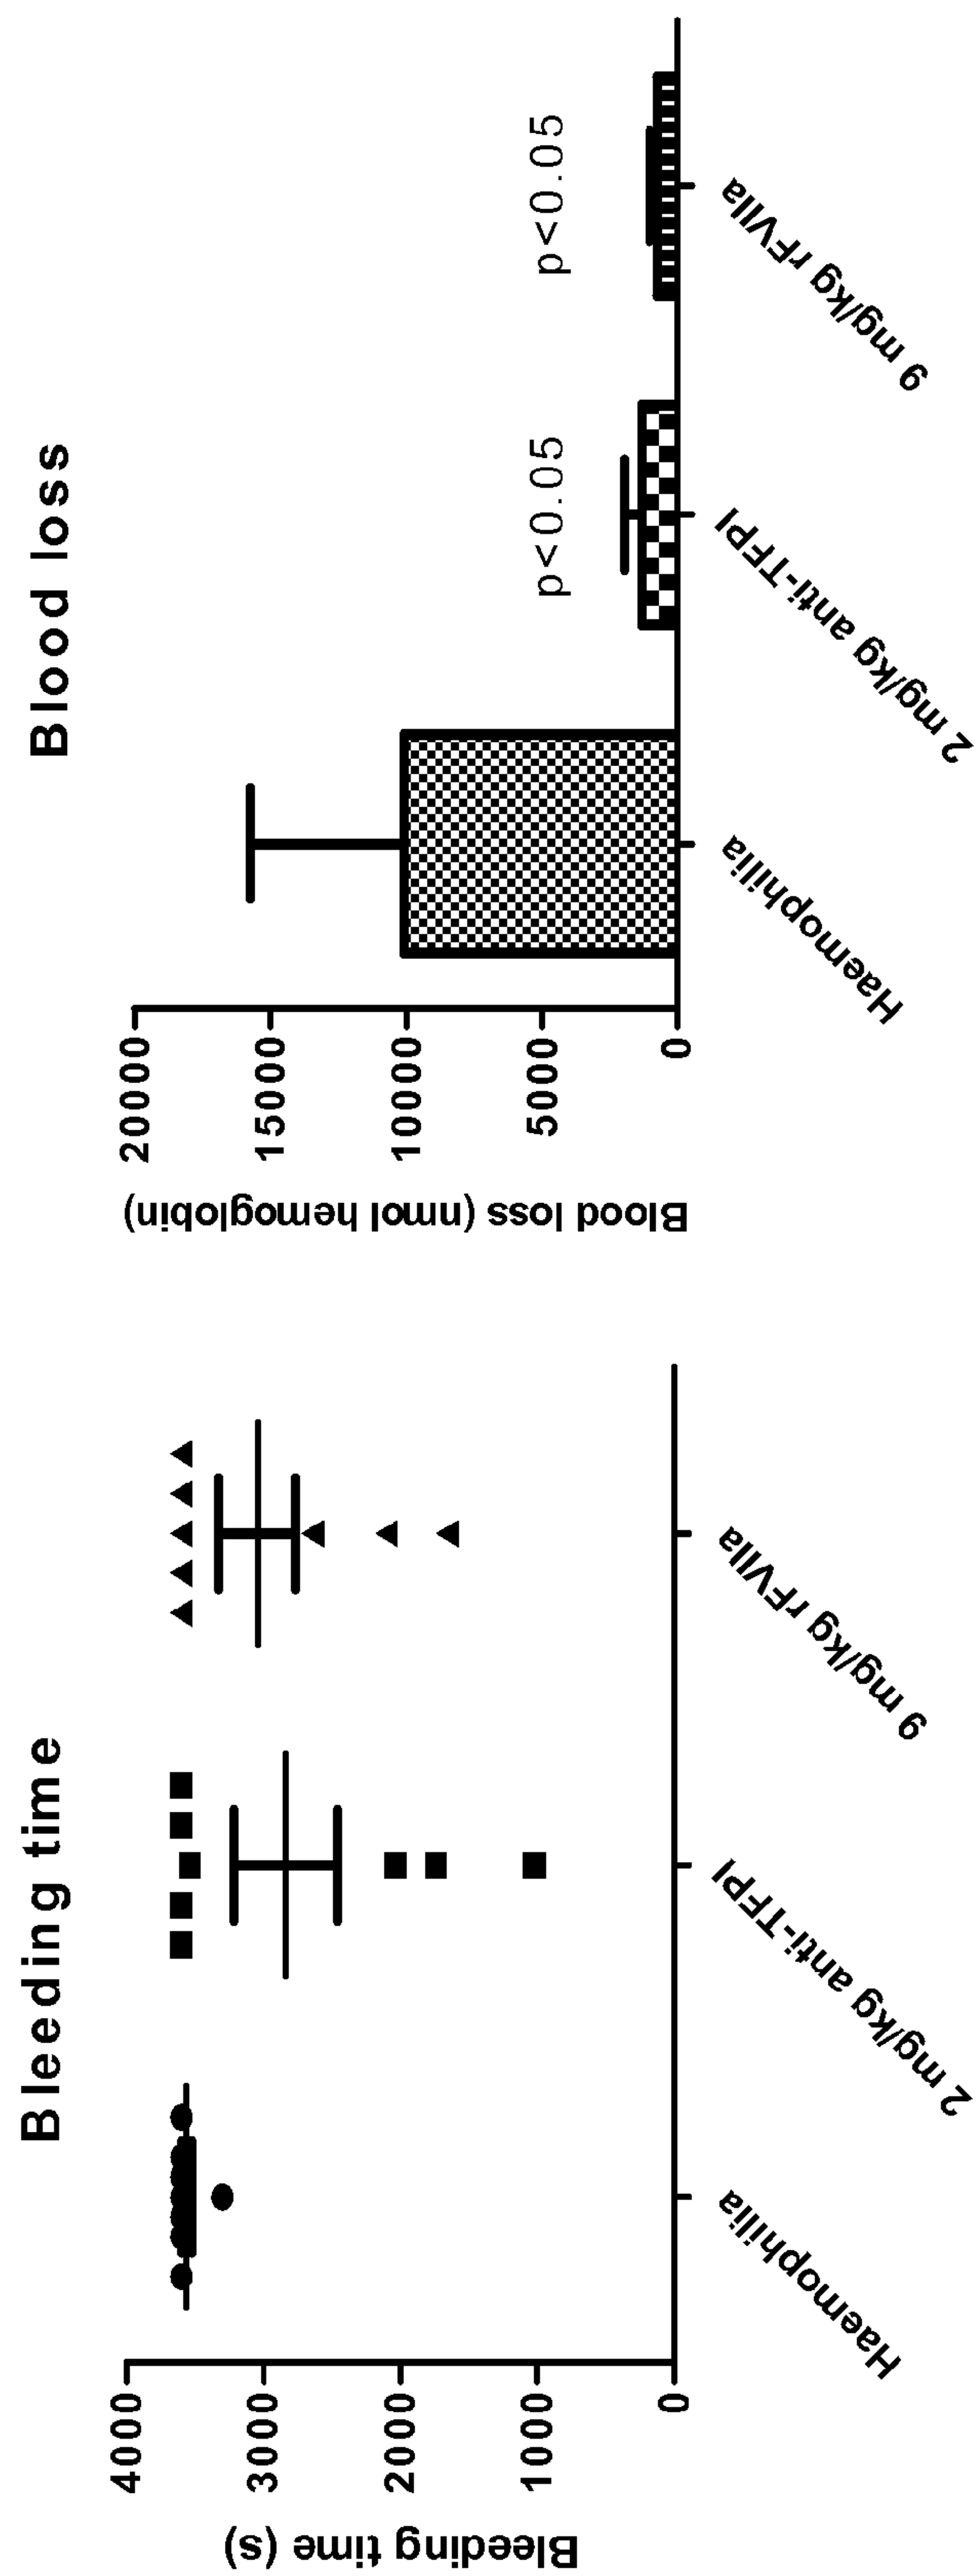 Bleeding time
Bleeding time (s)
4000
3000
2000
1000
0
Haemophilia
2 mg/kg anti-TFPI
9 mg/kg rFVIIa
Blood loss
Blood loss (nmol hemoglobin)
20000
15000
10000
5000
0
p<0.05
p<0.05
Haemophilia
2 mg/kg anti-TFPI
9 mg/kg rFVIIa